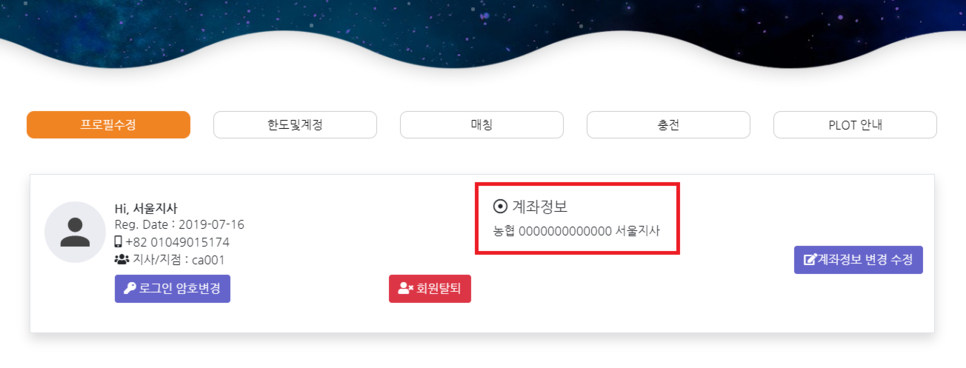 프로필수정
한도및계정
매칭
충전
PLOT 안내
Hi, 서울지사
Reg. Date : 2019-07-16
+82 01049015174
지사/지점 : ca001
로그인 암호변경
회원탈퇴
계좌정보
농협 0000000000000 서울지사
계좌정보 변경 수정